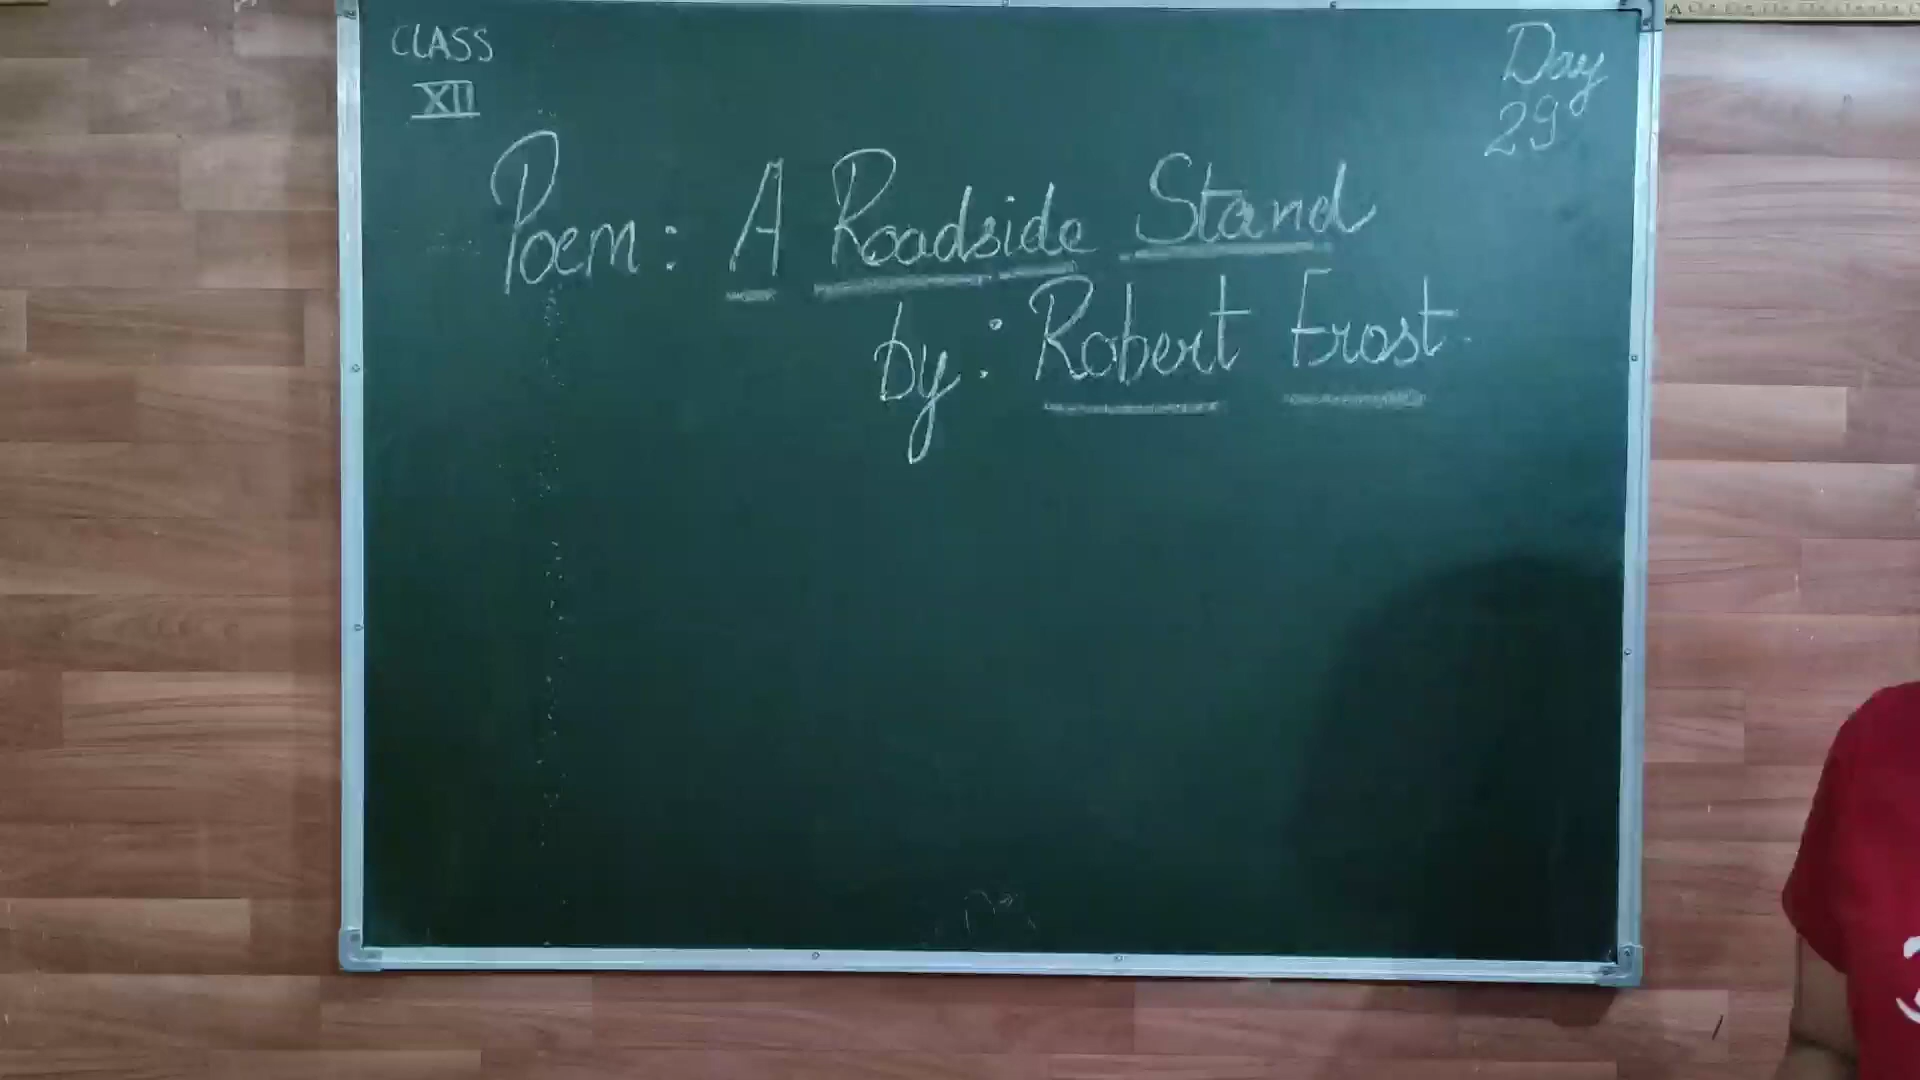 CLASS
XII
Day
29
Poem: A Roadside Stand
by: Robert Frost.